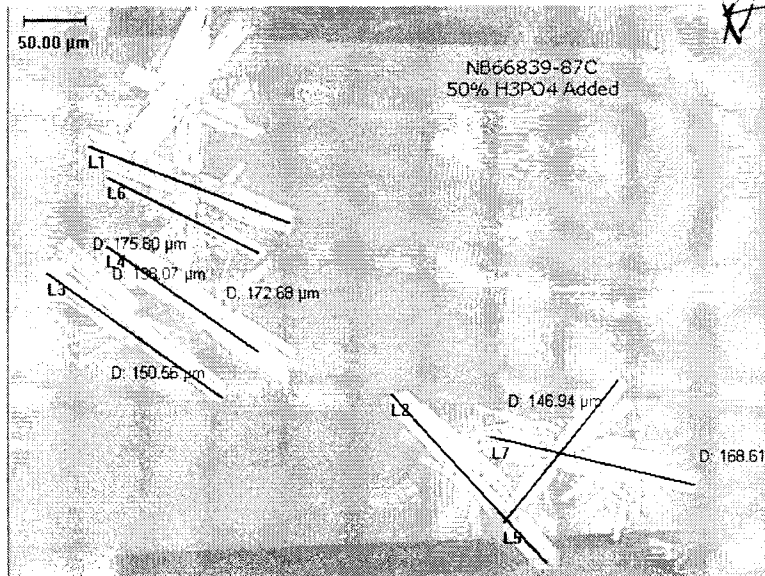 50.00 µm
NB66839-87C
50% H3PO4 Added
L1
L6
D: 175.80 µm
L4
L3
D: 172.68 µm
D: 150.56 µm
L2
D: 146.94 µm
L7
D: 168.61
L5